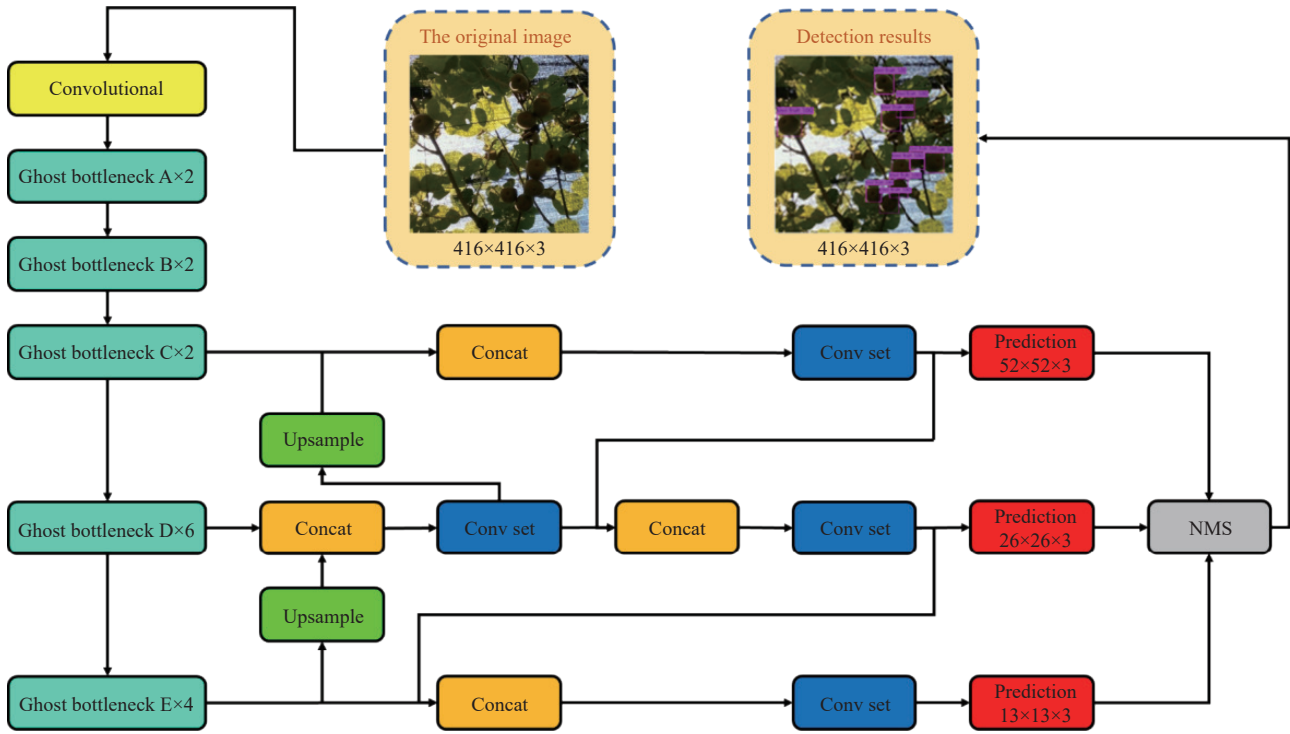 The original image
Detection results
Convolutional
Ghost bottleneck A×2
Ghost bottleneck B×2
416×416×3
416×416×3
Ghost bottleneck C×2
Concat
Conv set
Prediction
52×52×3
Upsample
Ghost bottleneck D×6
Concat
Conv set
Concat
Conv set
Prediction
26×26×3
NMS
Upsample
Ghost bottleneck E×4
Concat
Conv set
Prediction
13×13×3